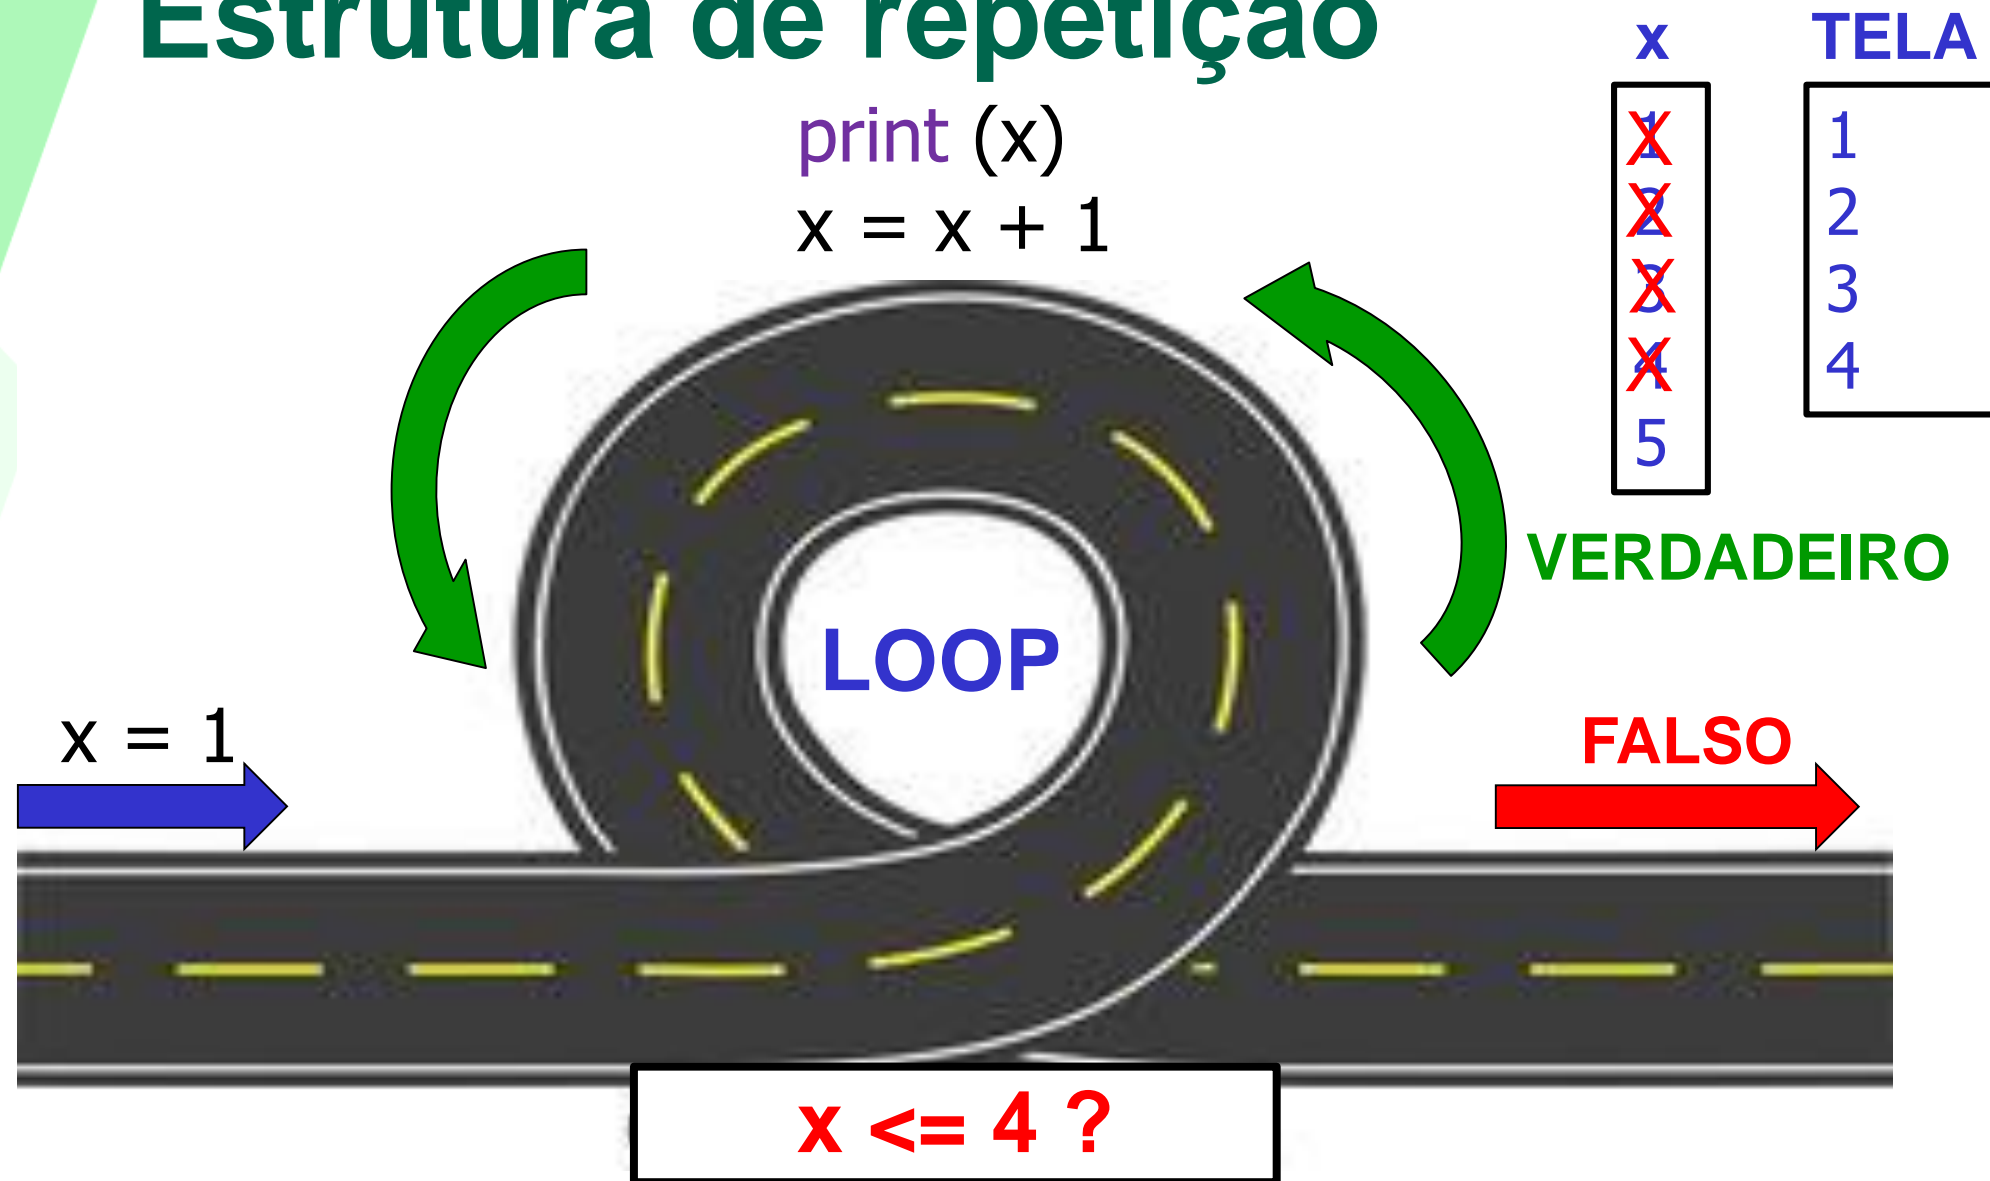 Estrutura de repetição
x TELA
print (x)
x = x + 1
1 1
2 2
3 3
4 4
5
VERDADEIRO
LOOP
x = 1
FALSO
x <= 4 ?